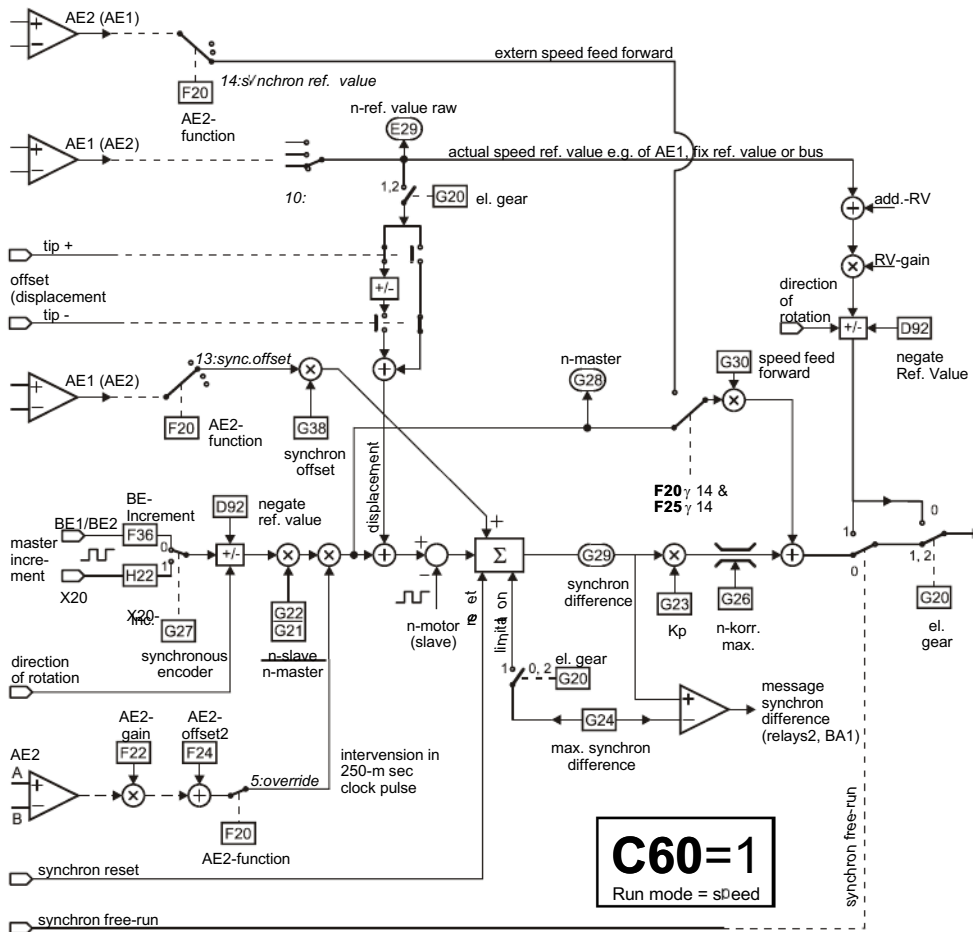 AE2 (AE1)
extern speed feed forward
14:s/nchron ref. value
F20
n-ref. value raw
AE2-
function
E29
AE1 (AE2)
actual speed ref. value e.g. of AE1, fix ref. value or bus
1,2
10:
G20
el. gear
add.-RV
tip +
RV-gain
offset
(displacement
+/-
direction
of
rotation
tip -
+/-
D92
13:sync.offset
n-master
G30
speed feed
forward
negate
Ref. Value
AE1 (AE2)
G28
F20
AE2-
function
G38
synchron
offset
displacement
F20 γ 14 &
F25 γ 14
BE-
Increment
D92
negate
ref. value
BE1/BE2
F36
0
master
increment
+/-
Σ
G29
1
0
0
1, 2
H22
1
X20
X20-
Inc.
G27
G22
G21
n-motor
(slave)
synchron
difference
G23
Kp
G26
n-korr.
max.
G20
el.
gear
synchronous
encoder
n-slave
n-master
limitation
direction
of rotation
1
0, 2
el. gear
G20
message
synchron
difference
(relays2, BA1)
G24
max. synchron
difference
AE2-
gain
AE2-
offset2
F22
F24
AE2
A
B
5:override
intervension in
250-m sec
clock pulse
F20
AE2-function
C60=1
Run mode = speed
synchron free-run
synchron reset
synchron free-run